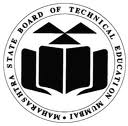 MAHARASHTRA STATE BOARD OF TECHNICAL EDUCATION MUMBAI